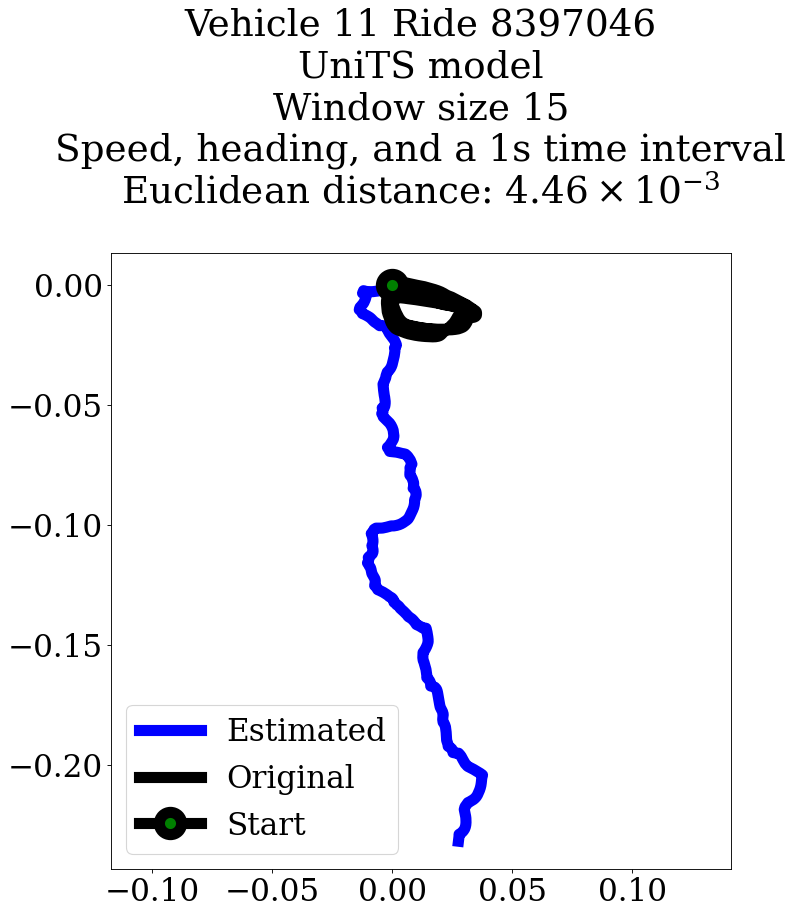 Vehicle 11 Ride 8397046
UniTS model
Window size 15
Speed, heading, and a 1s time interval
Euclidean distance: 4.46 × 10⁻³
0.00
−0.05
−0.10
−0.15
−0.20
Estimated
Original
Start
−0.10 −0.05 0.00 0.05 0.10